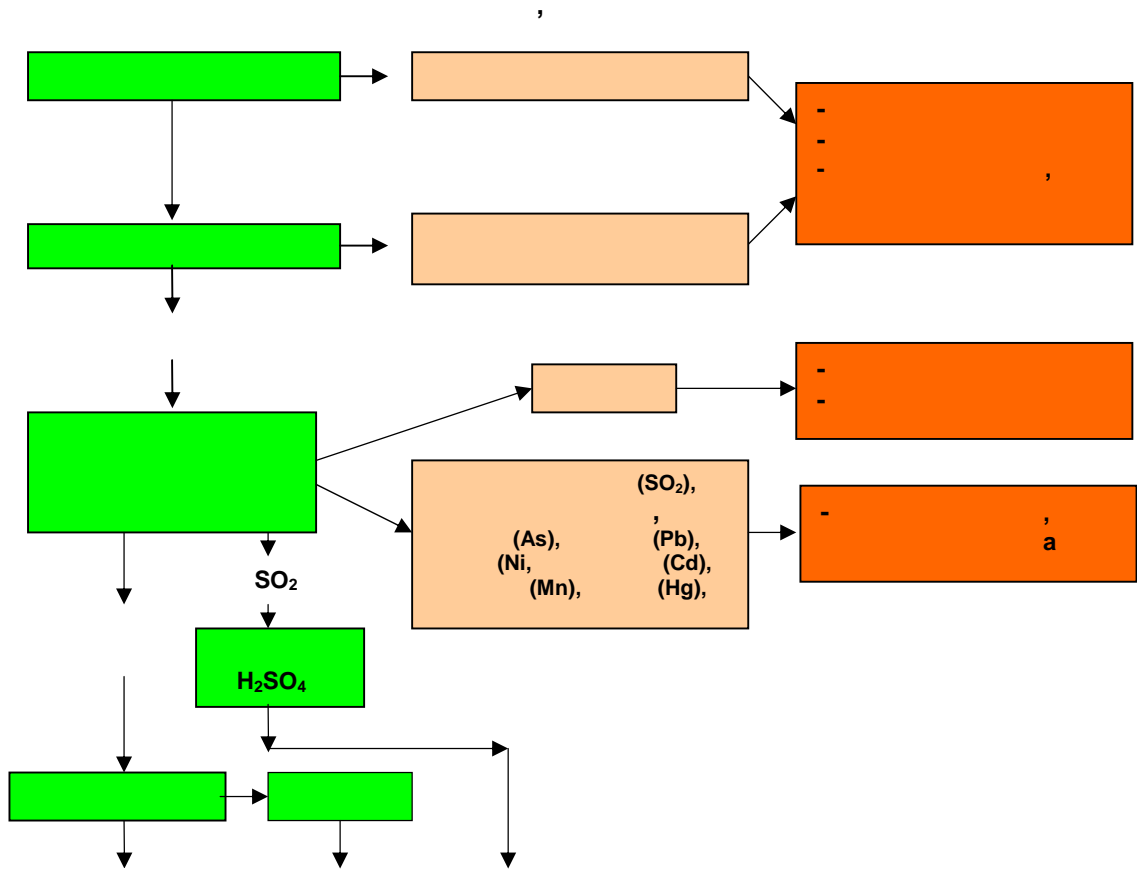 ,
-
-
- ,
-
-
(SO₂),
,
(As), (Pb),
(Ni, (Cd),
(Mn), (Hg),
- ,
a
SO₂
H₂SO₄